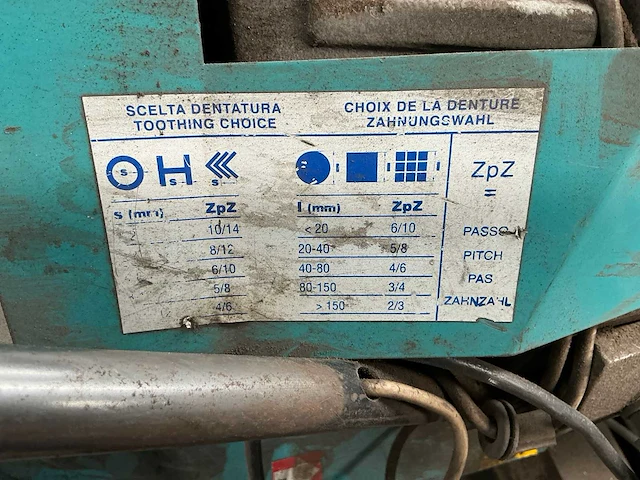 SCELTA DENTATURA
TOOTHING CHOICE
CHOIX DE LA DENTURE
ZAHNUNGSWAHL
S S S
s (mm) ZpZ
10/14
8/12
6/10
5/8
4/6
l (mm) ZpZ
< 20 6/10
20-40 5/8
40-80 4/6
80-150 3/4
> 150 2/3
ZpZ
=
PASSO
PITCH
PAS
ZAHNZAHL